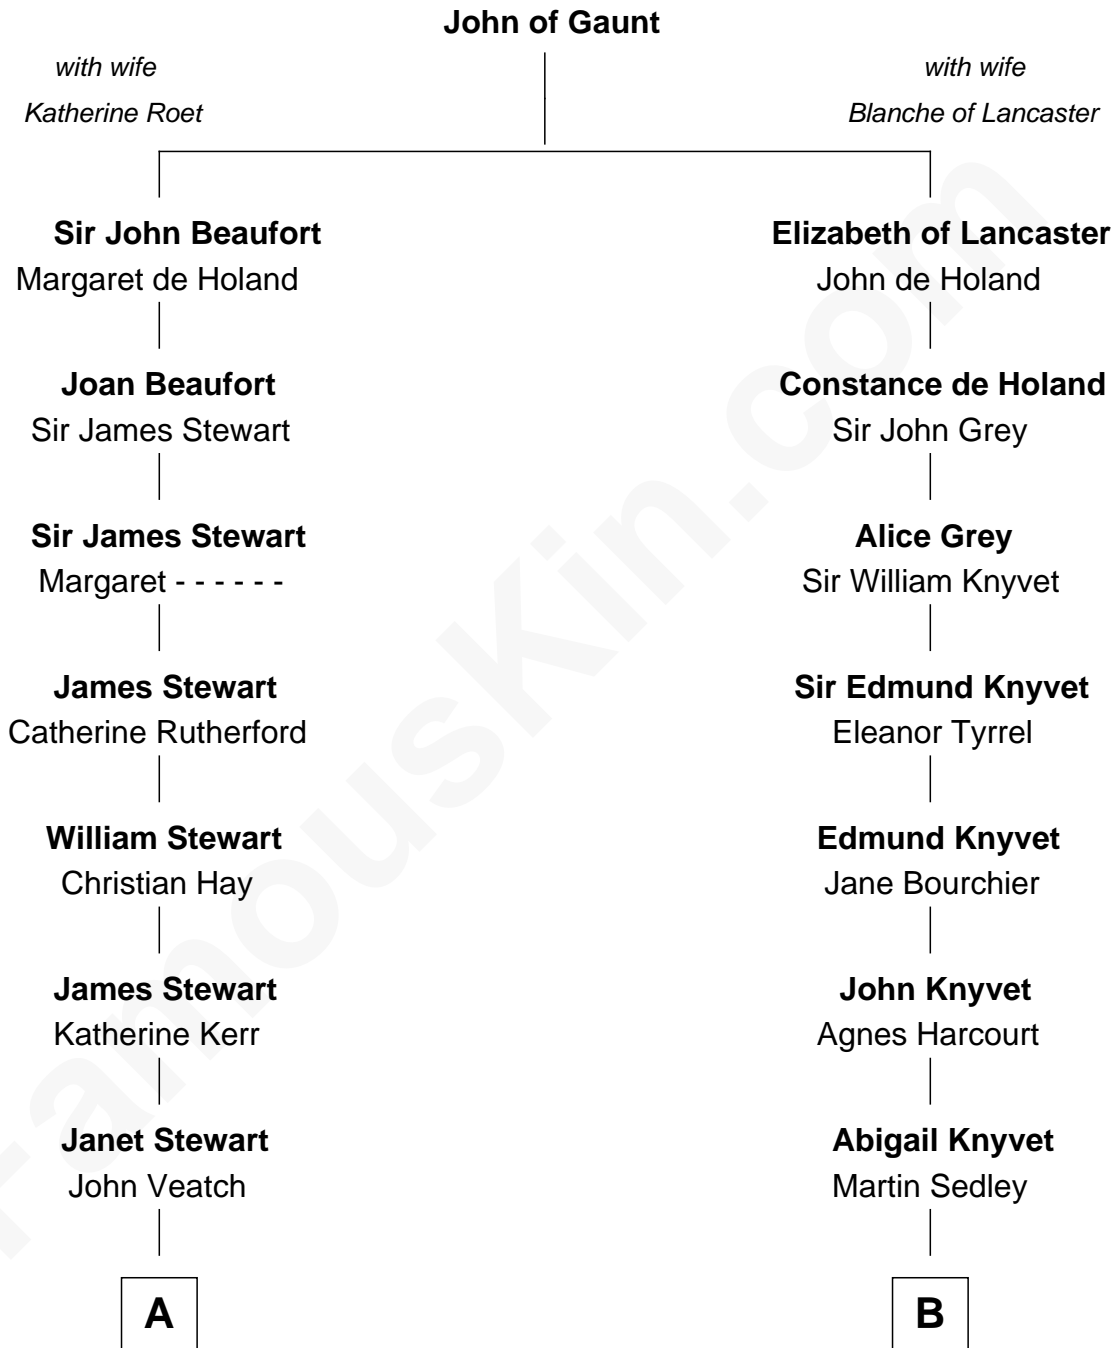 John of Gaunt
with wife
Katherine Roet
with wife
Blanche of Lancaster
Sir John Beaufort
Margaret de Holand
Elizabeth of Lancaster
John de Holand
Joan Beaufort
Sir James Stewart
Constance de Holand
Sir John Grey
Sir James Stewart
Margaret - - - - - -
Alice Grey
Sir William Knyvet
James Stewart
Catherine Rutherford
Sir Edmund Knyvet
Eleanor Tyrrel
William Stewart
Christian Hay
Edmund Knyvet
Jane Bourchier
James Stewart
Katherine Kerr
John Knyvet
Agnes Harcourt
Janet Stewart
John Veatch
Abigail Knyvet
Martin Sedley
A
B
FamousKin.com